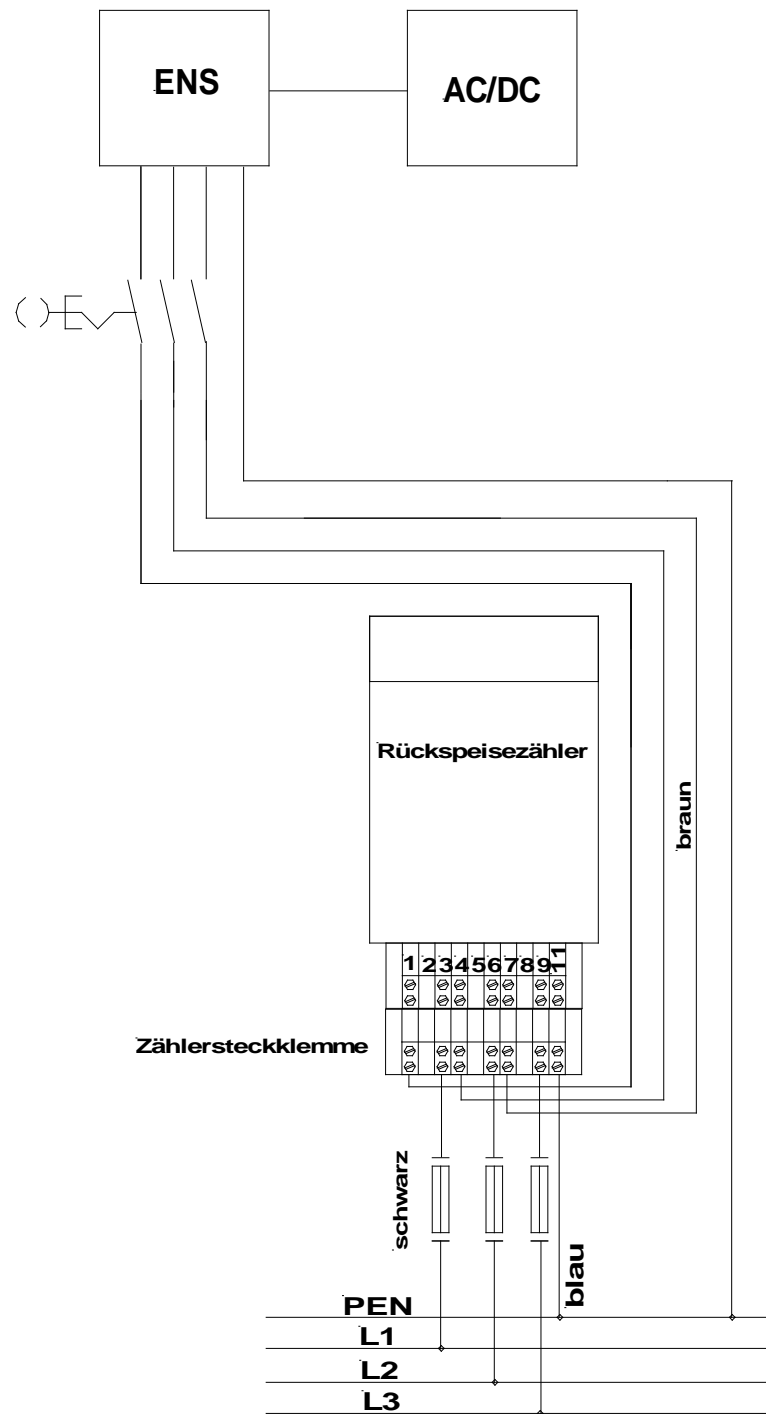 ENS
AC/DC
Rückspeisezähler
braun
1 2 3 4 5 6 7 8 9 11
Zählersteckklemme
schwarz
blau
PEN
L1
L2
L3